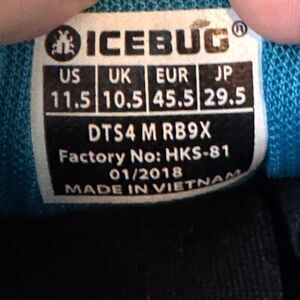 ICEBUG®
US UK EUR JP
11.5 10.5 45.5 29.5
DTS4 M RB9X
Factory No: HKS-81
01/2018
MADE IN VIETNAM